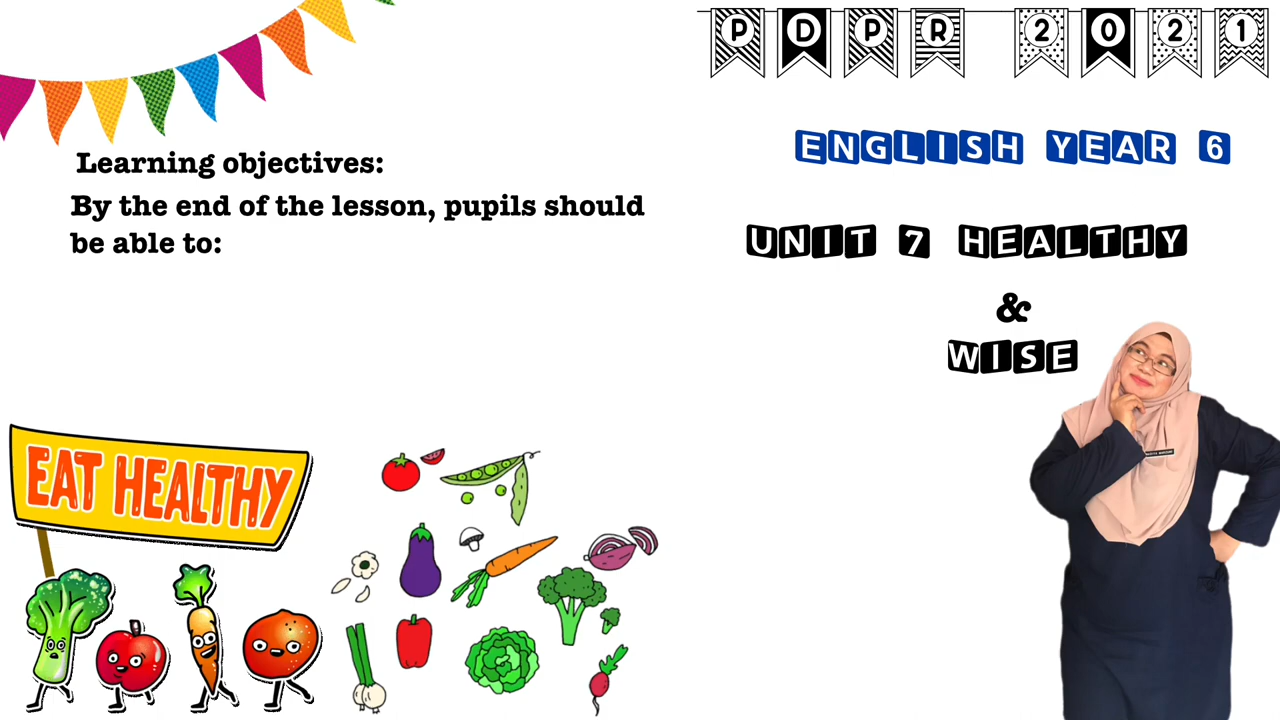 PDPR 2021
Learning objectives:
By the end of the lesson, pupils should
be able to:
ENGLISH YEAR 6
UNIT 7 HEALTHY
&
WISE
EAT HEALTHY